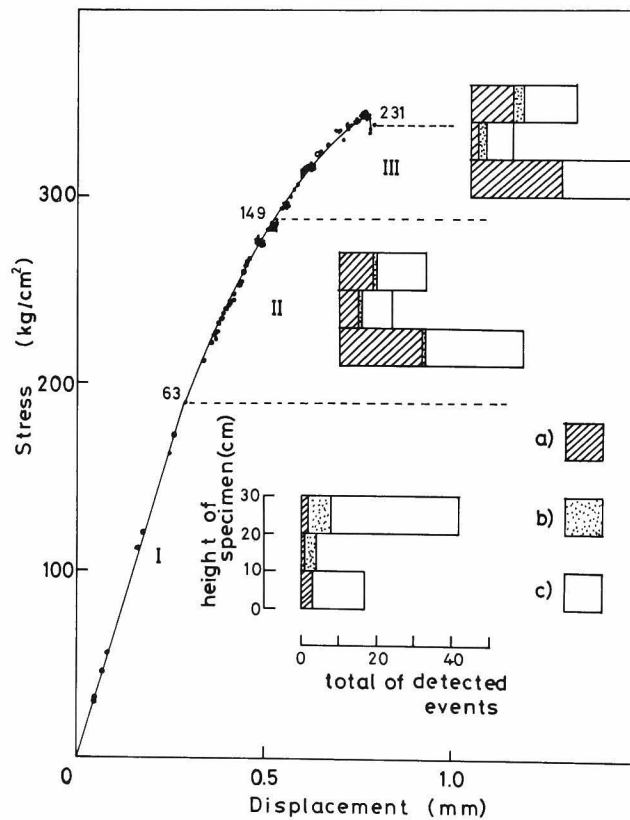 Stress (kg/cm²)
300
200
100
0
231
III
149
II
63
I
a)
b)
c)
height of
specimen(cm)
30
20
10
0
0 20 40
total of detected
events
0.5 1.0
Displacement (mm)